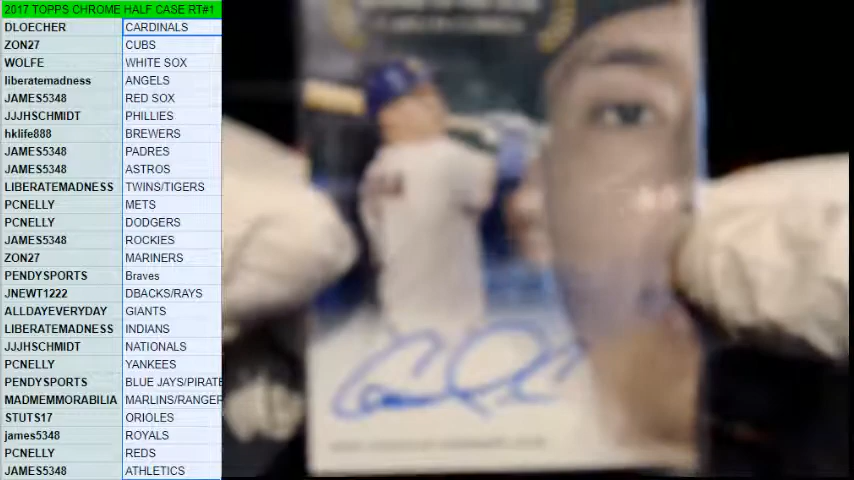 2017 TOPPS CHROME HALF CASE RT#1
DLOECHER CARDINALS
ZON27 CUBS
WOLFE WHITE SOX
liberatemadness ANGELS
JAMES5348 RED SOX
JJJHSCHMIDT PHILLIES
hklife888 BREWERS
JAMES5348 PADRES
JAMES5348 ASTROS
LIBERATEMADNESS TWINS/TIGERS
PCNELLY METS
PCNELLY DODGERS
JAMES5348 ROCKIES
ZON27 MARINERS
PENDYSPORTS Braves
JNEWT1222 DBACKS/RAYS
ALLDAYEVERYDAY GIANTS
LIBERATEMADNESS INDIANS
JJJHSCHMIDT NATIONALS
PCNELLY YANKEES
PENDYSPORTS BLUE JAYS/PIRATE
MADMEMMORABILIA MARLINS/RANGER
STUTS17 ORIOLES
james5348 ROYALS
PCNELLY REDS
JAMES5348 ATHLETICS